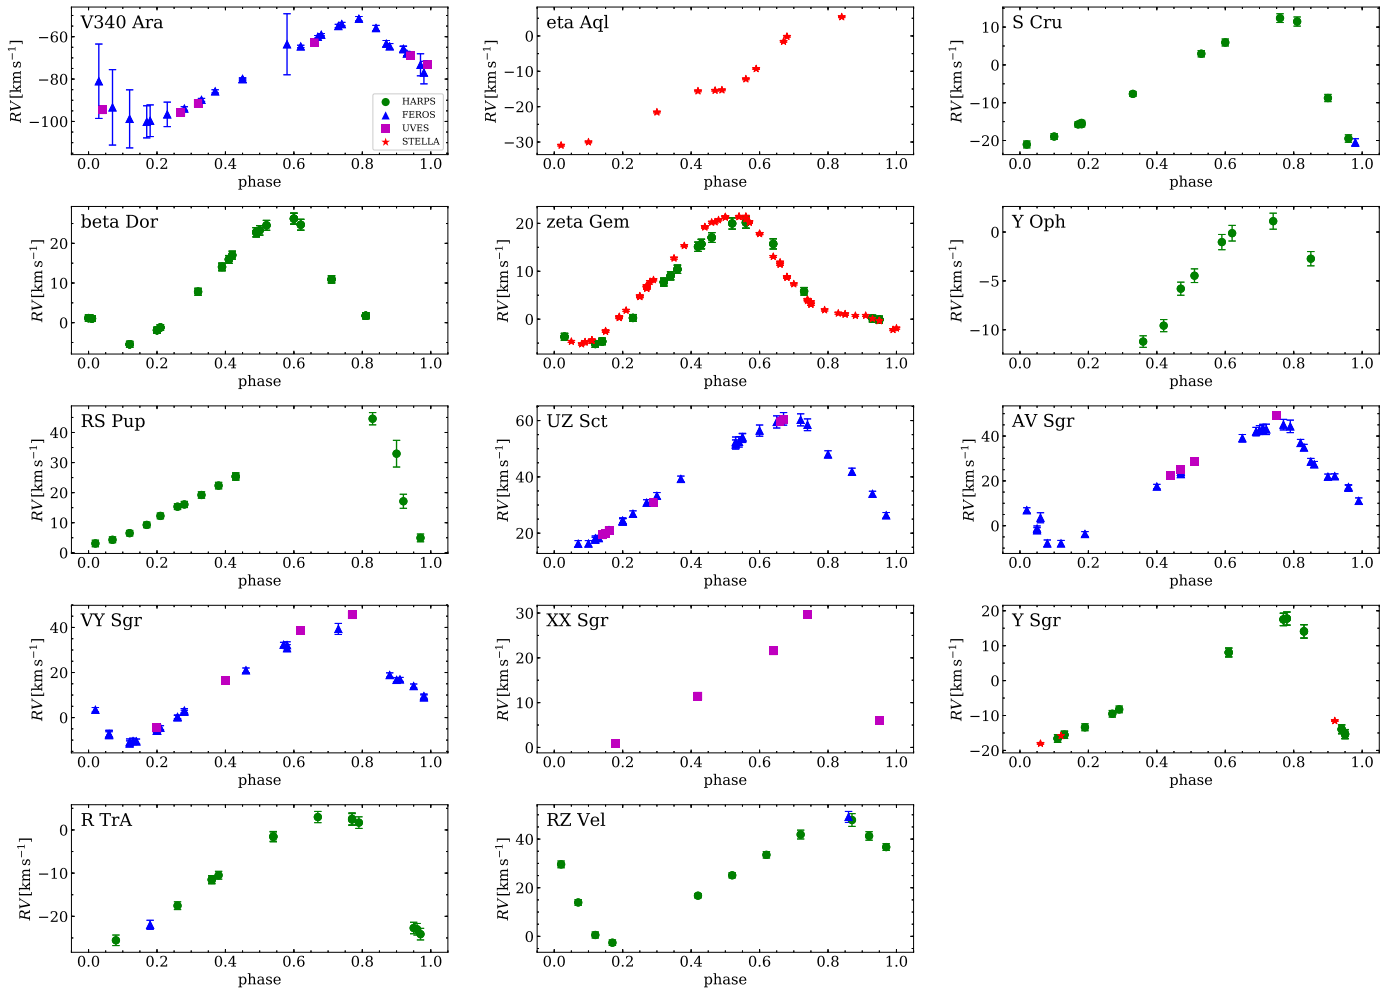 V340 Ara
RV [km s⁻¹]
−60
−80
−100
0.0 0.2 0.4 0.6 0.8 1.0
phase
HARPS
FEROS
UVES
STELLA
eta Aql
RV [km s⁻¹]
0
−10
−20
−30
0.0 0.2 0.4 0.6 0.8 1.0
phase
S Cru
RV [km s⁻¹]
10
0
−10
−20
0.0 0.2 0.4 0.6 0.8 1.0
phase
beta Dor
RV [km s⁻¹]
20
10
0
0.0 0.2 0.4 0.6 0.8 1.0
phase
zeta Gem
RV [km s⁻¹]
20
10
0
0.0 0.2 0.4 0.6 0.8 1.0
phase
Y Oph
RV [km s⁻¹]
0
−5
−10
0.0 0.2 0.4 0.6 0.8 1.0
phase
RS Pup
RV [km s⁻¹]
40
30
20
10
0
0.0 0.2 0.4 0.6 0.8 1.0
phase
UZ Sct
RV [km s⁻¹]
60
40
20
0.0 0.2 0.4 0.6 0.8 1.0
phase
AV Sgr
RV [km s⁻¹]
40
20
0
0.0 0.2 0.4 0.6 0.8 1.0
phase
VY Sgr
RV [km s⁻¹]
40
20
0
0.0 0.2 0.4 0.6 0.8 1.0
phase
XX Sgr
RV [km s⁻¹]
30
20
10
0
0.0 0.2 0.4 0.6 0.8 1.0
phase
Y Sgr
RV [km s⁻¹]
20
10
0
−10
−20
0.0 0.2 0.4 0.6 0.8 1.0
phase
R TrA
RV [km s⁻¹]
0
−10
−20
0.0 0.2 0.4 0.6 0.8 1.0
phase
RZ Vel
RV [km s⁻¹]
40
20
0
0.0 0.2 0.4 0.6 0.8 1.0
phase